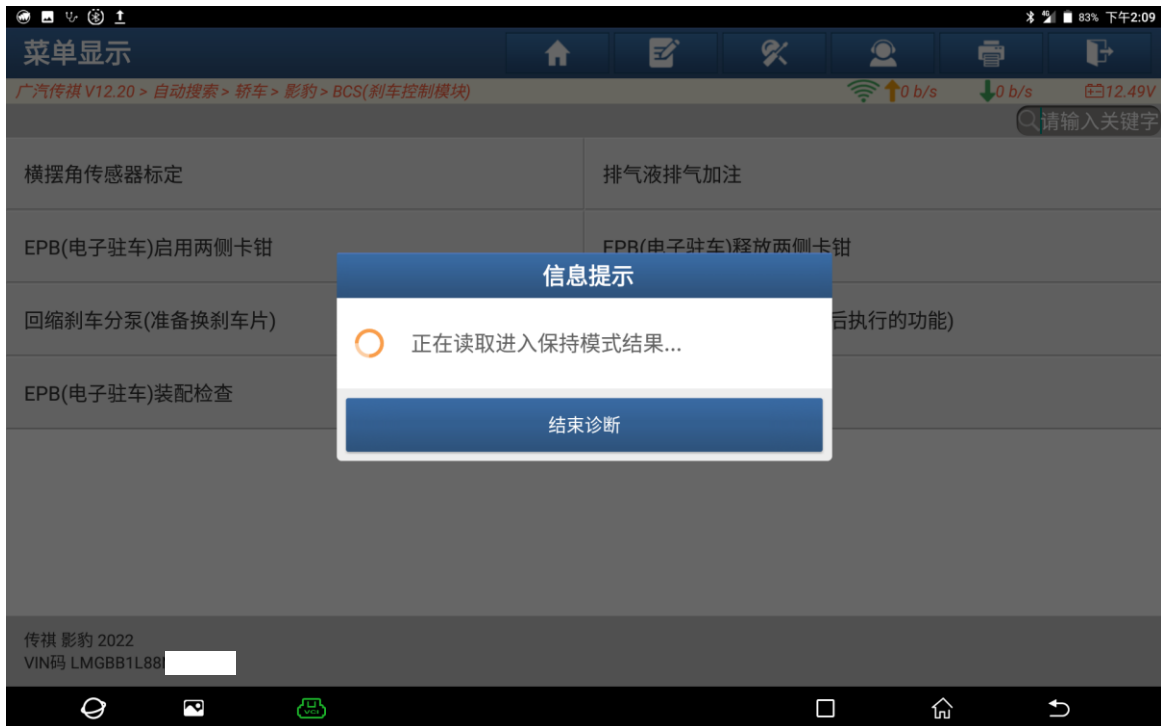 83% 下午2:09
菜单显示
广汽传祺 V12.20 > 自动搜索 > 轿车 > 影豹 > BCS(刹车控制模块)
0 b/s 0 b/s 12.49V
请输入关键字
横摆角传感器标定 排气液排气加注
EPB(电子驻车)启用两侧卡钳 EPB(电子驻车)释放两侧卡钳
信息提示
回缩刹车分泵(准备换刹车片) 后执行的功能)
正在读取进入保持模式结果...
EPB(电子驻车)装配检查
结束诊断
传祺 影豹 2022
VIN码 LMGBB1L88
VCI